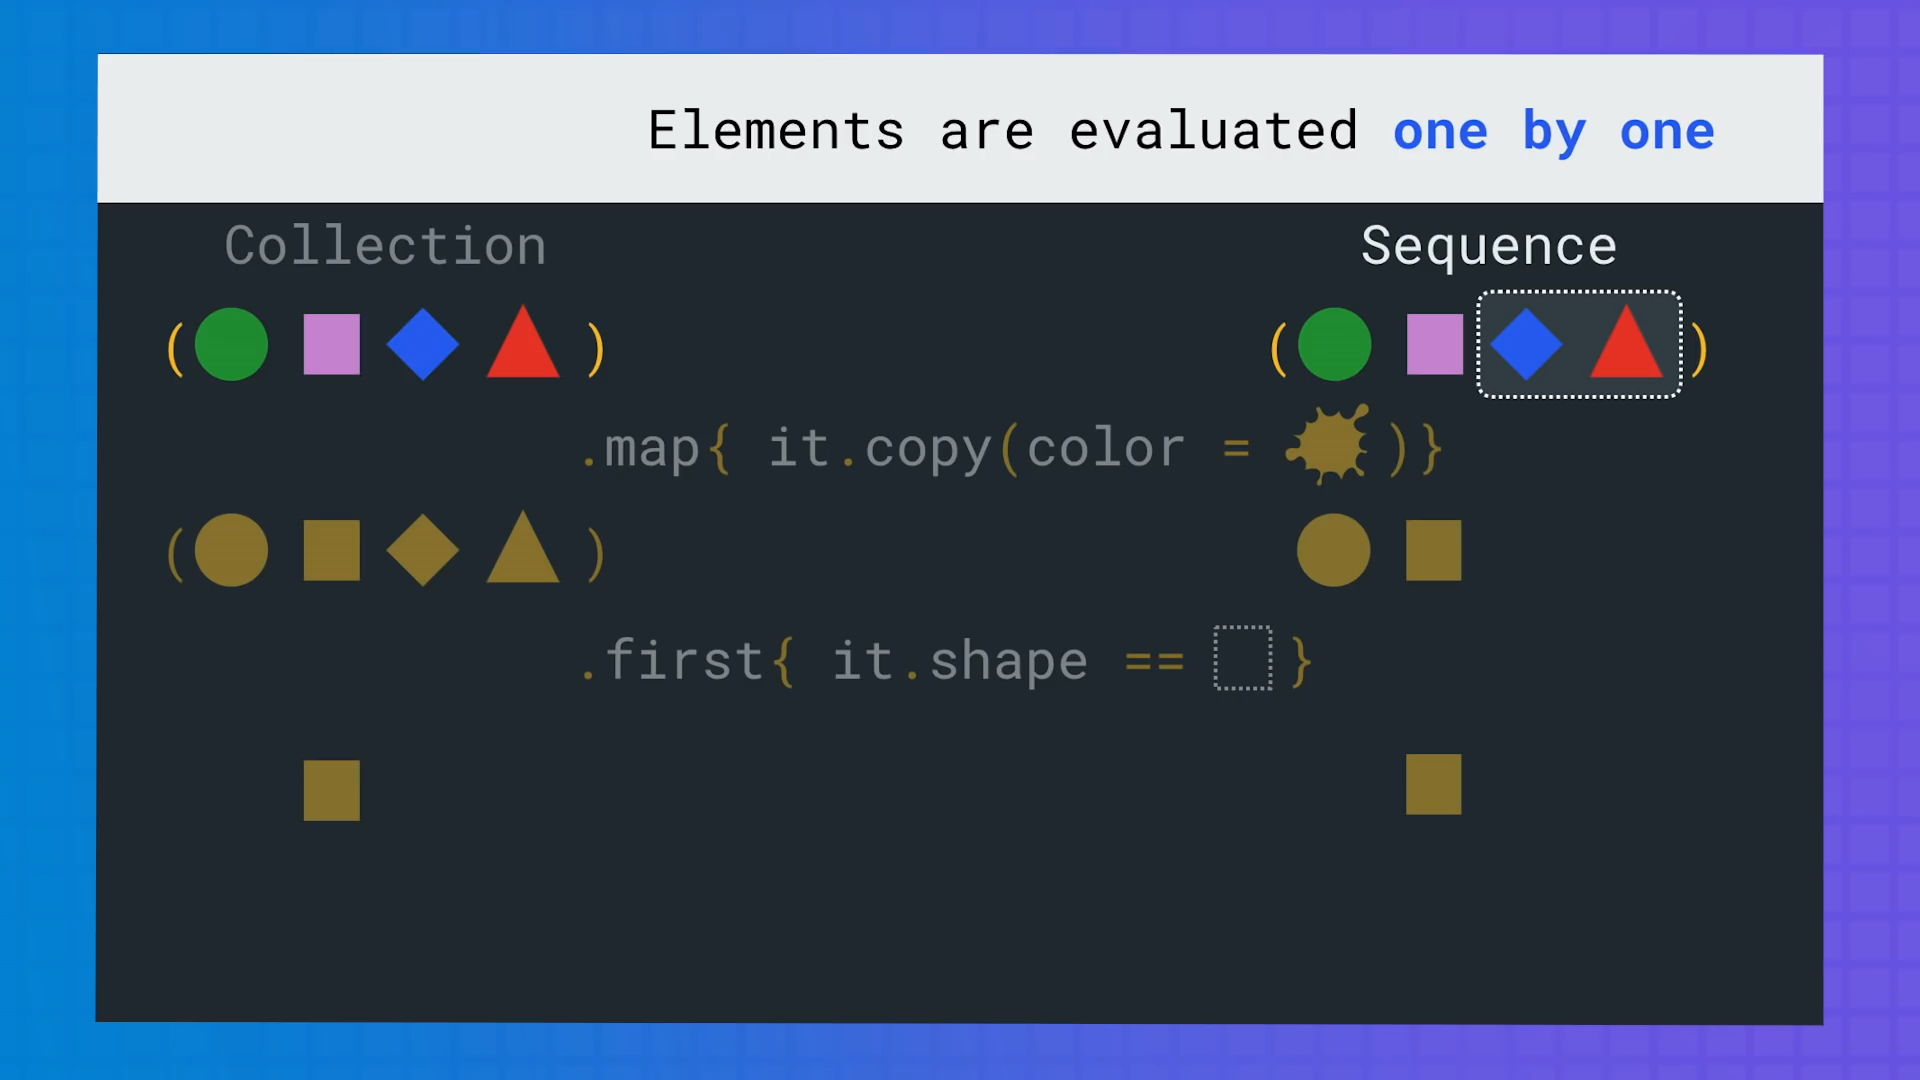 Elements are evaluated one by one
Collection
Sequence
( )
( )
.map{ it.copy(color = )}
( )
.first{ it.shape == }